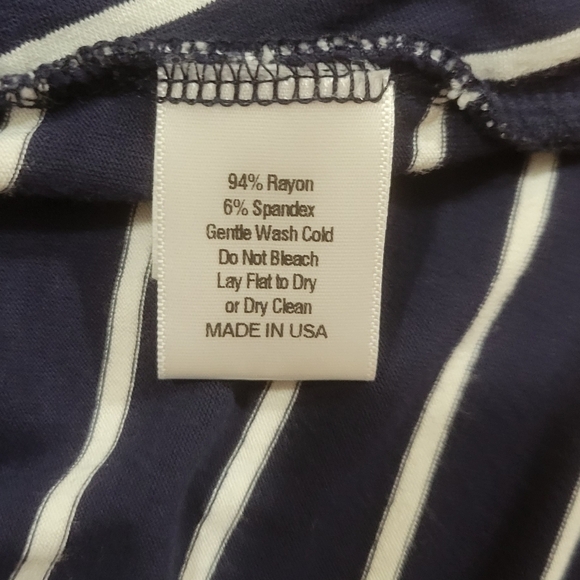 94% Rayon
6% Spandex
Gentle Wash Cold
Do Not Bleach
Lay Flat to Dry
or Dry Clean
MADE IN USA